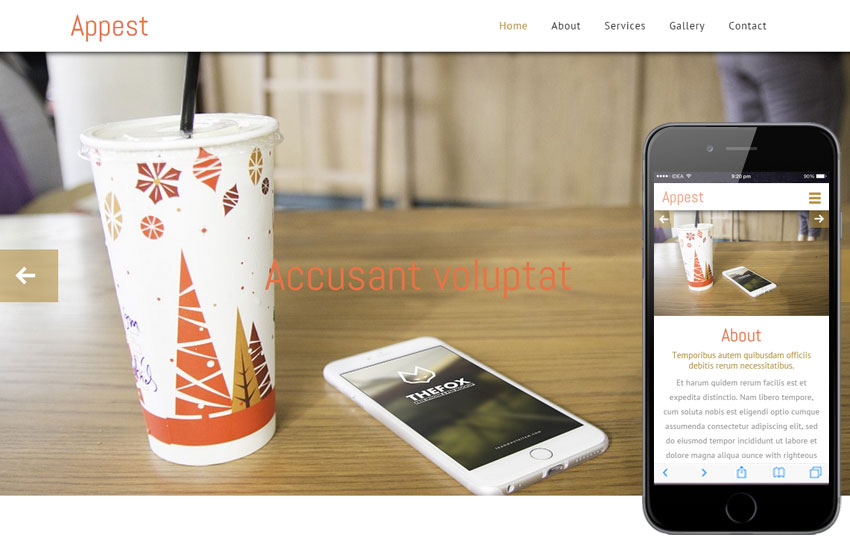 Appest
Home About Services Gallery Contact
Accusant voluptat
THEFOX
IDEA 9:20 pm 90%
Appest
About
Temporibus autem quibusdam officiis
debitis rerum necessitatibus.
Et harum quidem rerum facilis est et
expedita distinctio. Nam libero tempore,
cum soluta nobis est eligendi optio cumque
assumenda consectetur adipiscing elit, sed
do eiusmod tempor incididunt ut labore et
dolore magna aliqua ounce with righteous